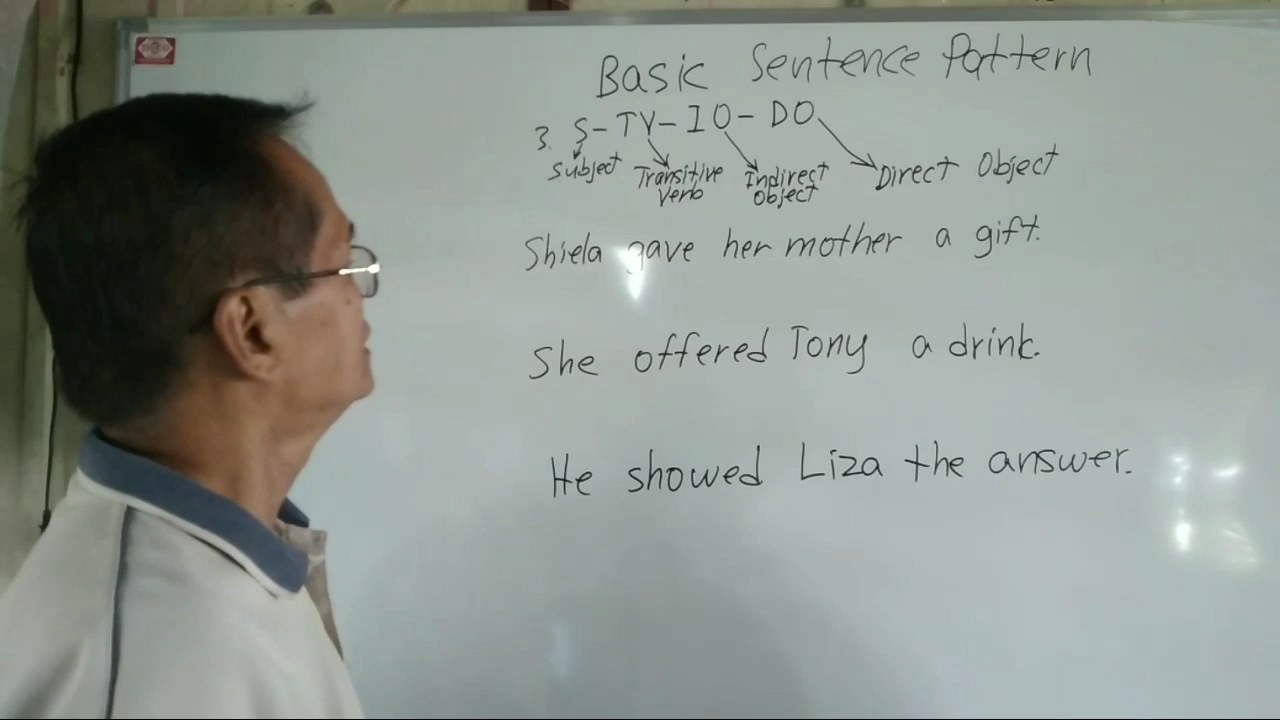 Basic Sentence Pattern
3. S-TV-IO-DO
Subject Transitive Verb Indirect Object Direct Object
Shiela gave her mother a gift.
She offered Tony a drink.
He showed Liza the answer.